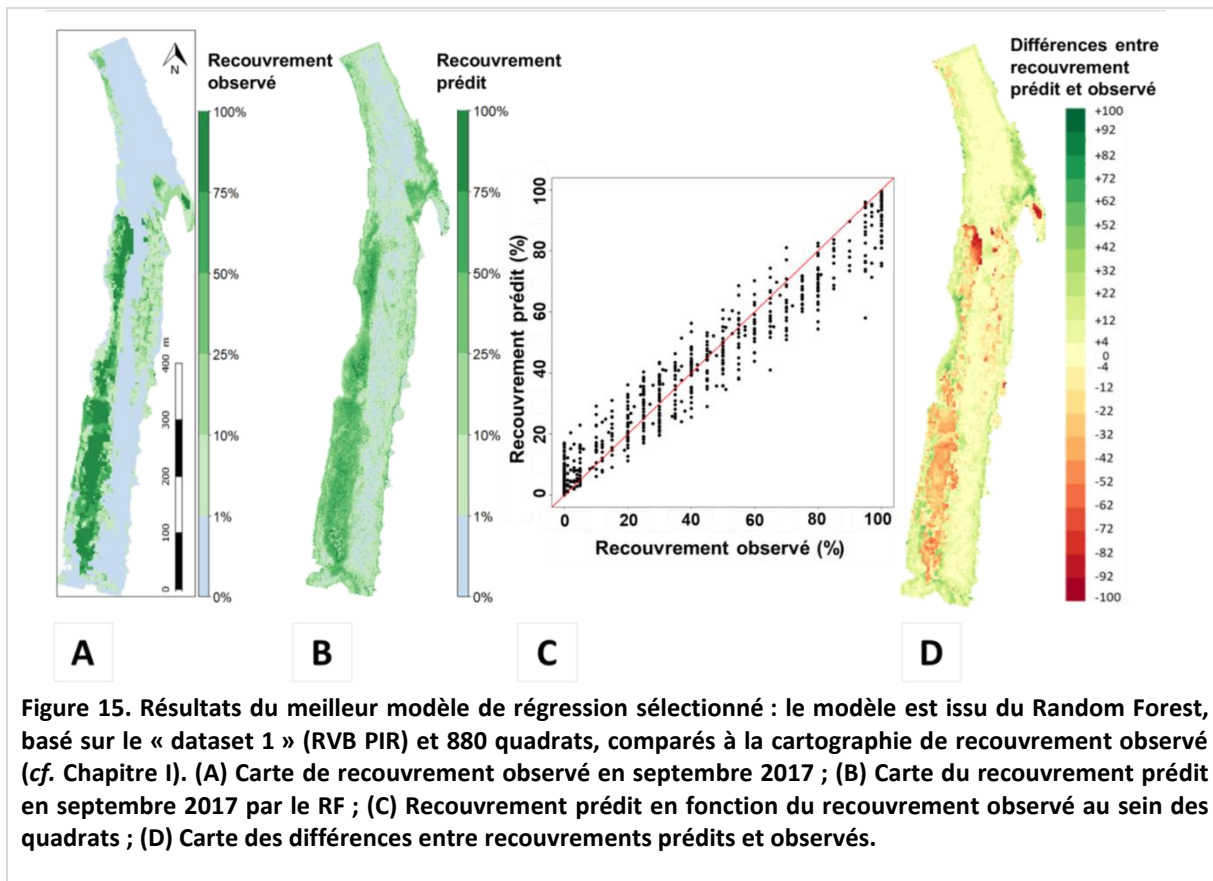 N
Recouvrement
observé
100%
75%
50%
25%
10%
1%
0%
400 m
300
200
100
0
A
Recouvrement
prédit
100%
75%
50%
25%
10%
1%
0%
B
Recouvrement prédit (%)
100
80
60
40
20
0
0 20 40 60 80 100
Recouvrement observé (%)
C
Différences entre
recouvrement
prédit et observé
+100
+92
+82
+72
+62
+52
+42
+32
+22
+12
+4
0
-4
-12
-22
-32
-42
-52
-62
-72
-82
-92
-100
D
Figure 15. Résultats du meilleur modèle de régression sélectionné : le modèle est issu du Random Forest,
basé sur le « dataset 1 » (RVB PIR) et 880 quadrats, comparés à la cartographie de recouvrement observé
(cf. Chapitre I). (A) Carte de recouvrement observé en septembre 2017 ; (B) Carte du recouvrement prédit
en septembre 2017 par le RF ; (C) Recouvrement prédit en fonction du recouvrement observé au sein des
quadrats ; (D) Carte des différences entre recouvrements prédits et observés.